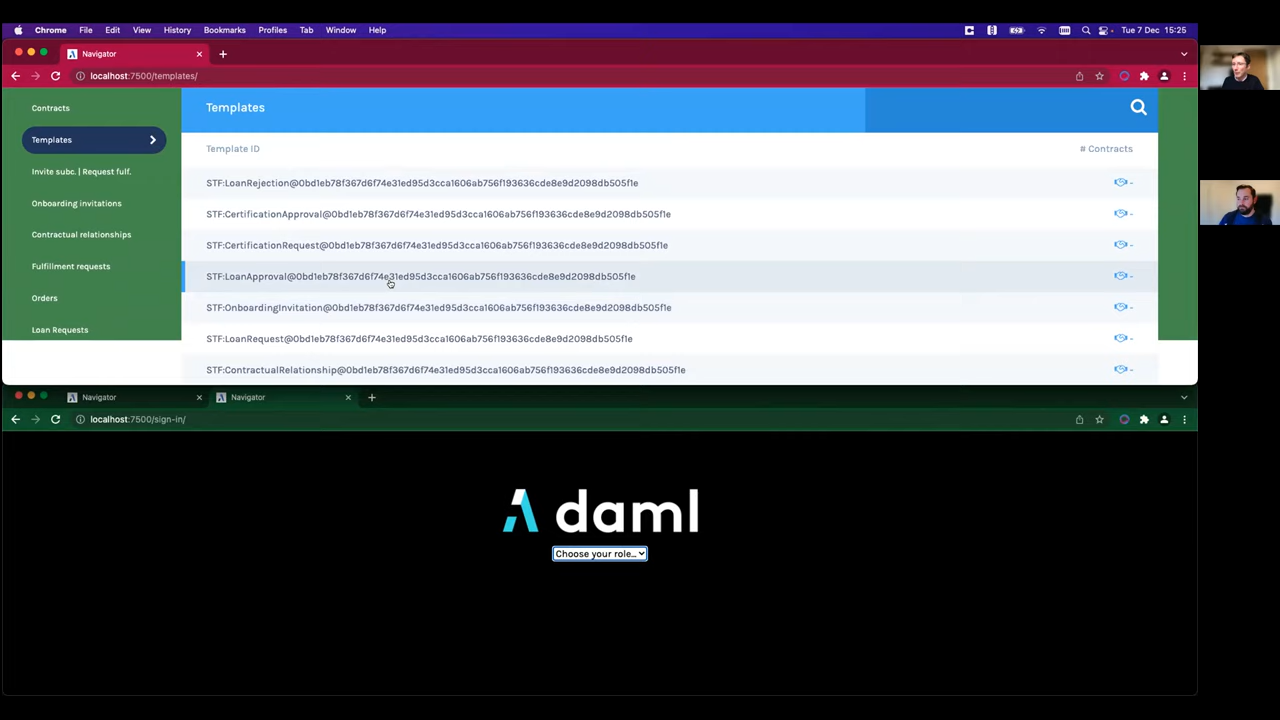 Chrome File Edit View History Bookmarks Profiles Tab Window Help Tue 7 Dec 15:25
Navigator
localhost:7500/templates/
Contracts
Templates
Invite subc. | Request fulf.
Onboarding invitations
Contractual relationships
Fulfillment requests
Orders
Loan Requests
Templates
Template ID # Contracts
STF:LoanRejection@0bd1eb78f367d6f74e31ed95d3cca1606ab756f193636cde8e9d2098db505f1e -
STF:CertificationApproval@0bd1eb78f367d6f74e31ed95d3cca1606ab756f193636cde8e9d2098db505f1e -
STF:CertificationRequest@0bd1eb78f367d6f74e31ed95d3cca1606ab756f193636cde8e9d2098db505f1e -
STF:LoanApproval@0bd1eb78f367d6f74e31ed95d3cca1606ab756f193636cde8e9d2098db505f1e -
STF:OnboardingInvitation@0bd1eb78f367d6f74e31ed95d3cca1606ab756f193636cde8e9d2098db505f1e -
STF:LoanRequest@0bd1eb78f367d6f74e31ed95d3cca1606ab756f193636cde8e9d2098db505f1e -
STF:ContractualRelationship@0bd1eb78f367d6f74e31ed95d3cca1606ab756f193636cde8e9d2098db505f1e -
Navigator Navigator
localhost:7500/sign-in/
daml
Choose your role...